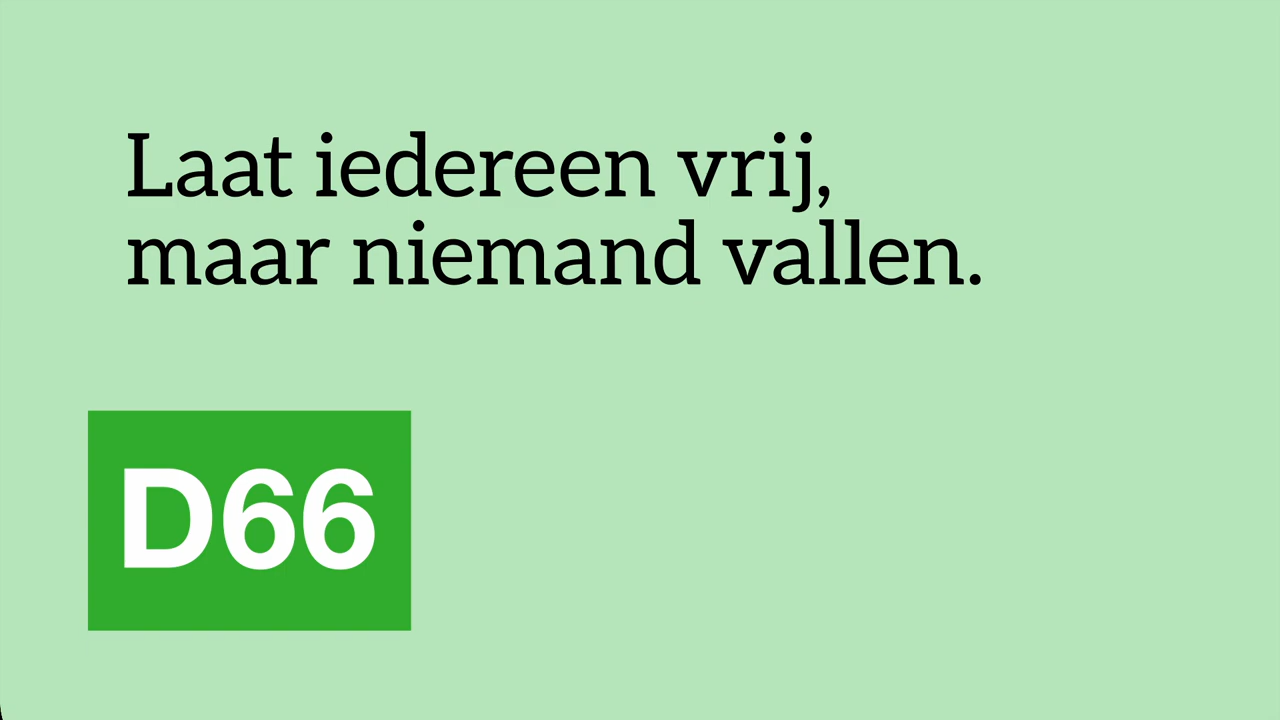 Laat iedereen vrij,
maar niemand vallen.
D66